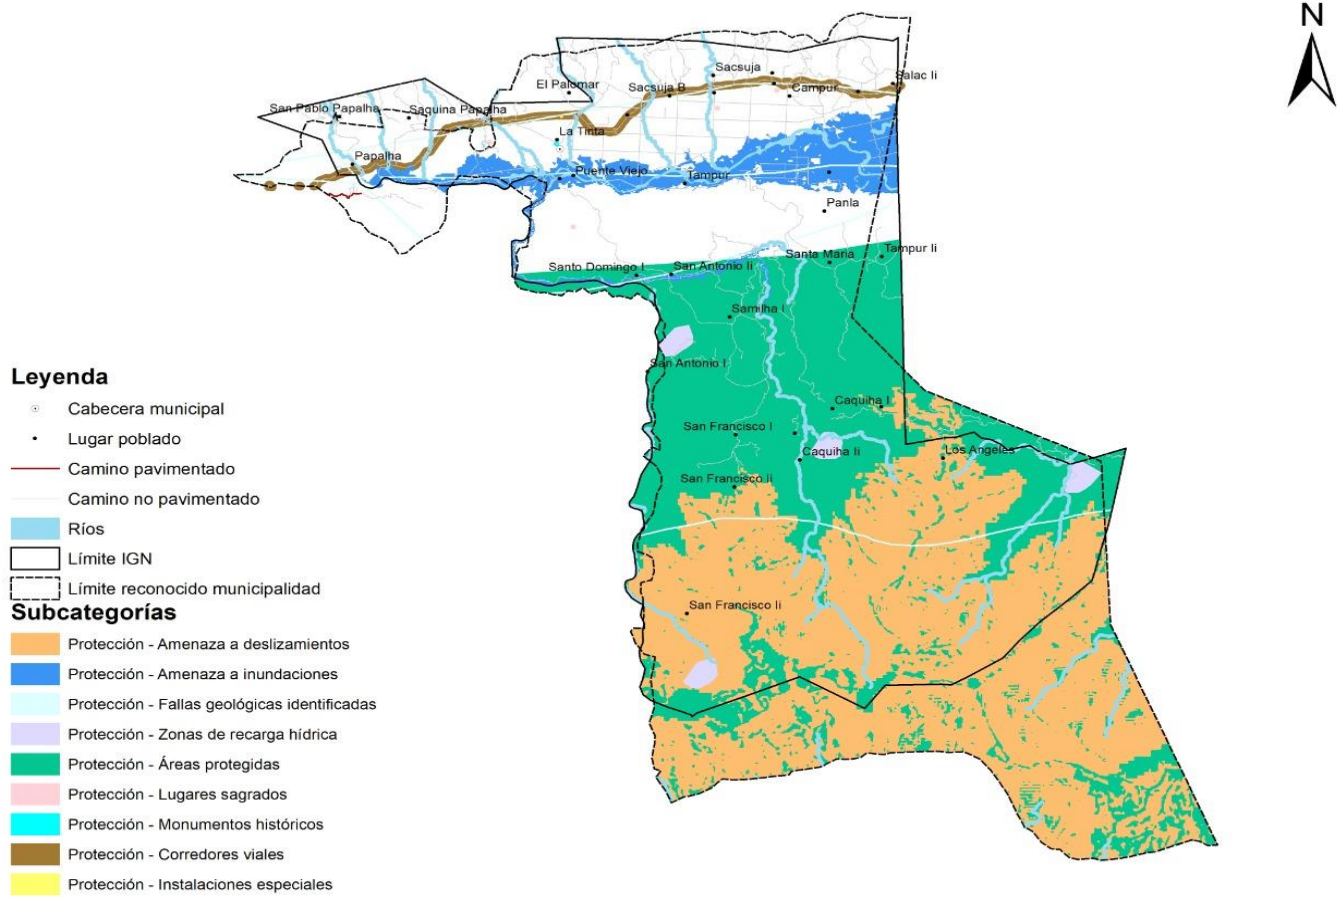 N
Sacsuja
Salac Ii
El Palomar
Sacsuja B
Campur
San Pablo Papalha
Saquina Papalha
La Tinta
Papalha
Puente Viejo
Tampur
Panla
Tampur Ii
Santa Maria
Santo Domingo I
San Antonio Ii
Samilha I
San Antonio I
Caquiha I
San Francisco I
Caquiha Ii
Los Angeles
San Francisco Ii
San Francisco Ii
Leyenda
Cabecera municipal
Lugar poblado
Camino pavimentado
Camino no pavimentado
Ríos
Límite IGN
Límite reconocido municipalidad
Subcategorías
Protección - Amenaza a deslizamientos
Protección - Amenaza a inundaciones
Protección - Fallas geológicas identificadas
Protección - Zonas de recarga hídrica
Protección - Áreas protegidas
Protección - Lugares sagrados
Protección - Monumentos históricos
Protección - Corredores viales
Protección - Instalaciones especiales